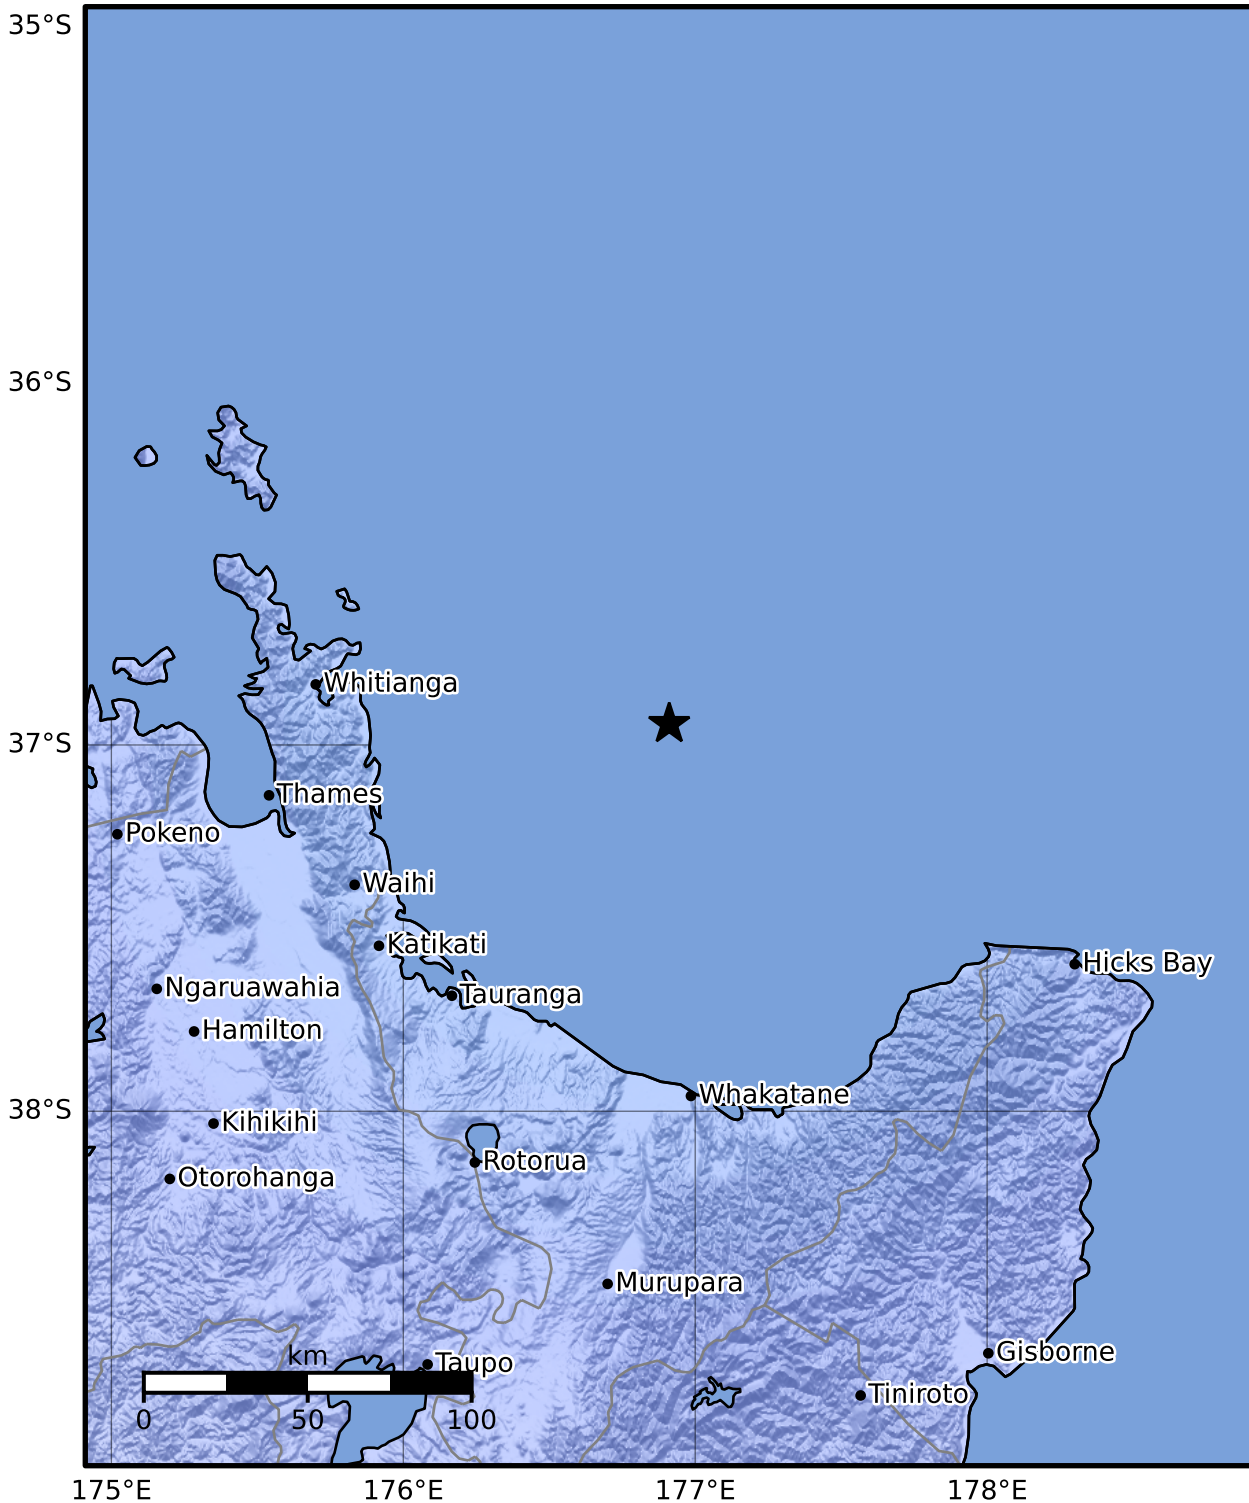 35°S
36°S
Whitianga
37°S
Thames
Pokeno
Waihi
Katikati
Hicks Bay
Ngaruawahia
Tauranga
Hamilton
Whakatane
38°S
Kihikihi
Rotorua
Otorohanga
Murupara
Gisborne
km
Taupo
Tiniroto
0 50 100
175°E 176°E 177°E 178°E